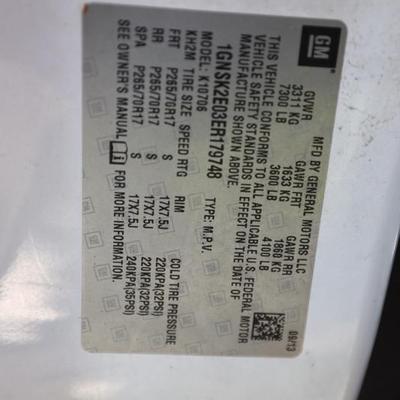 GM
MFD BY GENERAL MOTORS LLC
GVWR GAWR FRT GAWR RR
3311 KG 1633 KG 1860 KG
7300 LB 3600 LB 4100 LB
THIS VEHICLE CONFORMS TO ALL APPLICABLE U.S. FEDERAL MOTOR
VEHICLE SAFETY STANDARDS IN EFFECT ON THE DATE OF
MANUFACTURE SHOWN ABOVE.
09/13
1GNSK2E03ER179748 TYPE: M.P.V.
MODEL: K10706
KH2M TIRE SIZE SPEED RTG RIM COLD TIRE PRESSURE
FRT P265/70R17 S 17X7.5J 220KPA(32PSI)
RR P265/70R17 S 17X7.5J 220KPA(32PSI)
SPA P265/70R17 S 17X7.5J 240KPA(35PSI)
SEE OWNER'S MANUAL FOR MORE INFORMATION.